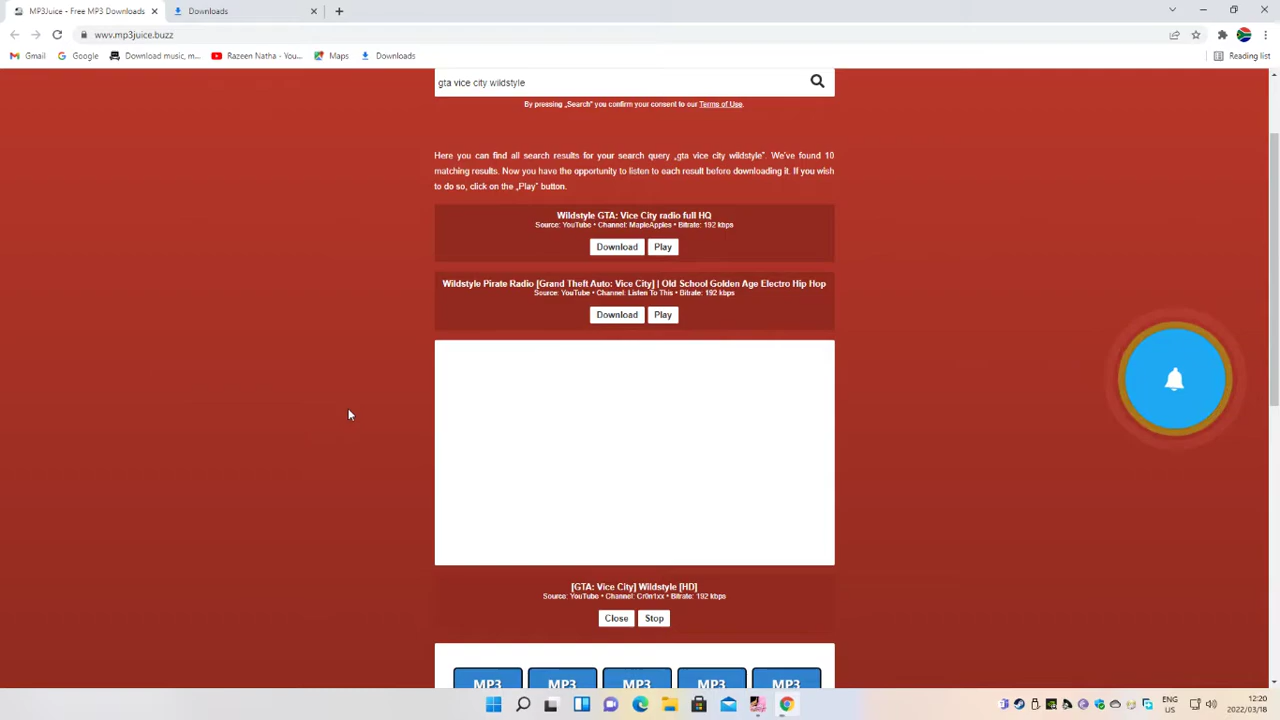 MP3Juice - Free MP3 Downloads
Downloads
wwv.mp3juice.buzz
Gmail
Google
Download music, m...
Razeen Natha - You...
Maps
Downloads
Reading list
gta vice city wildstyle
By pressing „Search" you confirm your consent to our Terms of Use.
Here you can find all search results for your search query „gta vice city wildstyle". We've found 10
matching results. Now you have the opportunity to listen to each result before downloading it. If you wish
to do so, click on the „Play" button.
Wildstyle GTA: Vice City radio full HQ
Source: YouTube • Channel: MapleApples • Bitrate: 192 kbps
Download Play
Wildstyle Pirate Radio [Grand Theft Auto: Vice City] | Old School Golden Age Electro Hip Hop
Source: YouTube • Channel: Listen To This • Bitrate: 192 kbps
Download Play
[GTA: Vice City] Wildstyle [HD]
Source: YouTube • Channel: Cr0n1xx • Bitrate: 192 kbps
Close Stop
MP3 MP3 MP3 MP3 MP3
ENG
US
12:20
2022/03/18